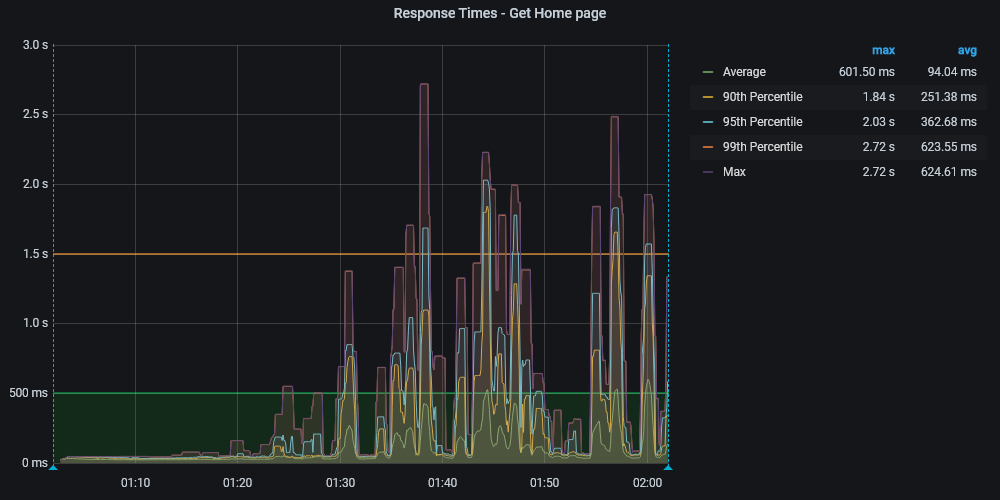 Response Times - Get Home page
max avg
Average 601.50 ms 94.04 ms
90th Percentile 1.84 s 251.38 ms
95th Percentile 2.03 s 362.68 ms
99th Percentile 2.72 s 623.55 ms
Max 2.72 s 624.61 ms
3.0 s
2.5 s
2.0 s
1.5 s
1.0 s
500 ms
0 ms
01:10 01:20 01:30 01:40 01:50 02:00